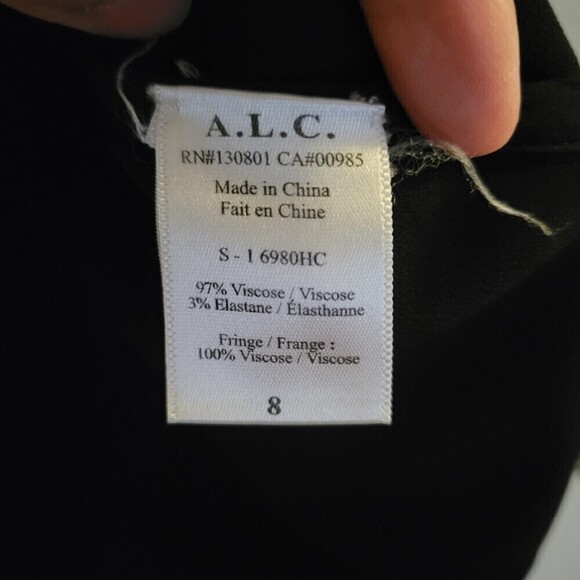 A.L.C.
RN#130801 CA#00985
Made in China
Fait en Chine
S - 1 6980HC
97% Viscose / Viscose
3% Elastane / Élasthanne
Fringe / Frange :
100% Viscose / Viscose
8